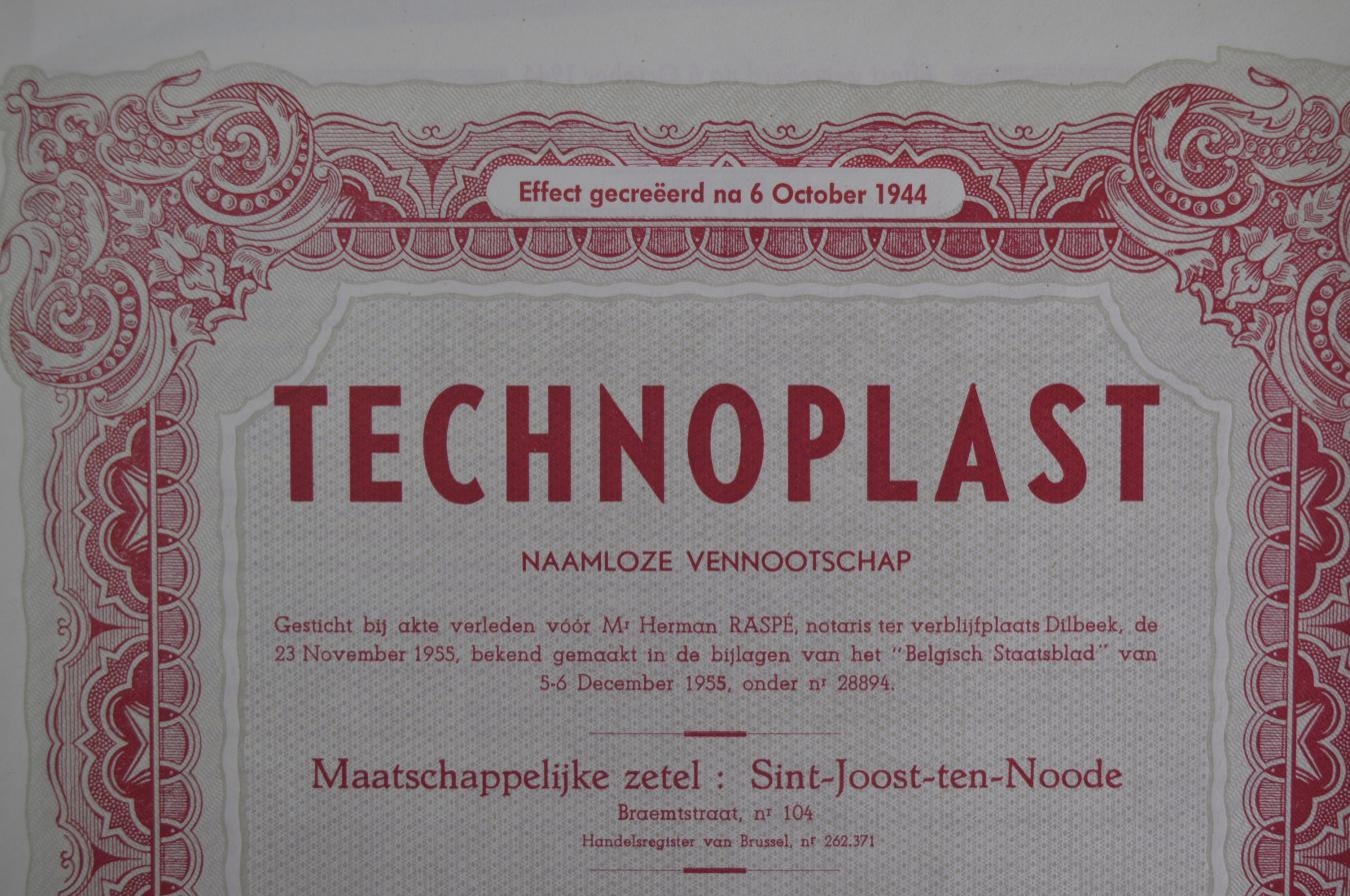 Effect gecreëerd na 6 October 1944
TECHNOPLAST
NAAMLOZE VENNOOTSCHAP
Gesticht bij akte verleden vóór Mr Herman RASPÉ, notaris ter verblijfplaats Dilbeek, de
23 November 1955, bekend gemaakt in de bijlagen van het "Belgisch Staatsblad" van
5-6 December 1955, onder nr 28894.
Maatschappelijke zetel : Sint-Joost-ten-Noode
Braemtstraat, nr 104
Handelsregister van Brussel, nr 262.371